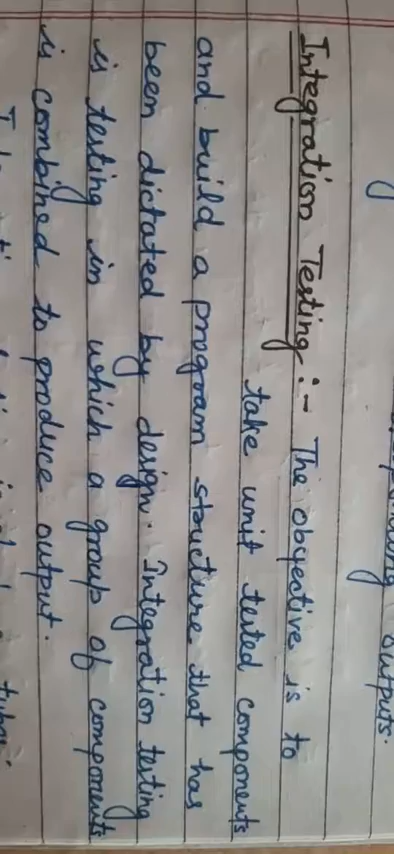 outputs.
Integration Testing :- The objective is to
take unit tested components
and build a program structure that has
been dictated by design. Integration testing
is testing in which a group of components
is combined to produce output.